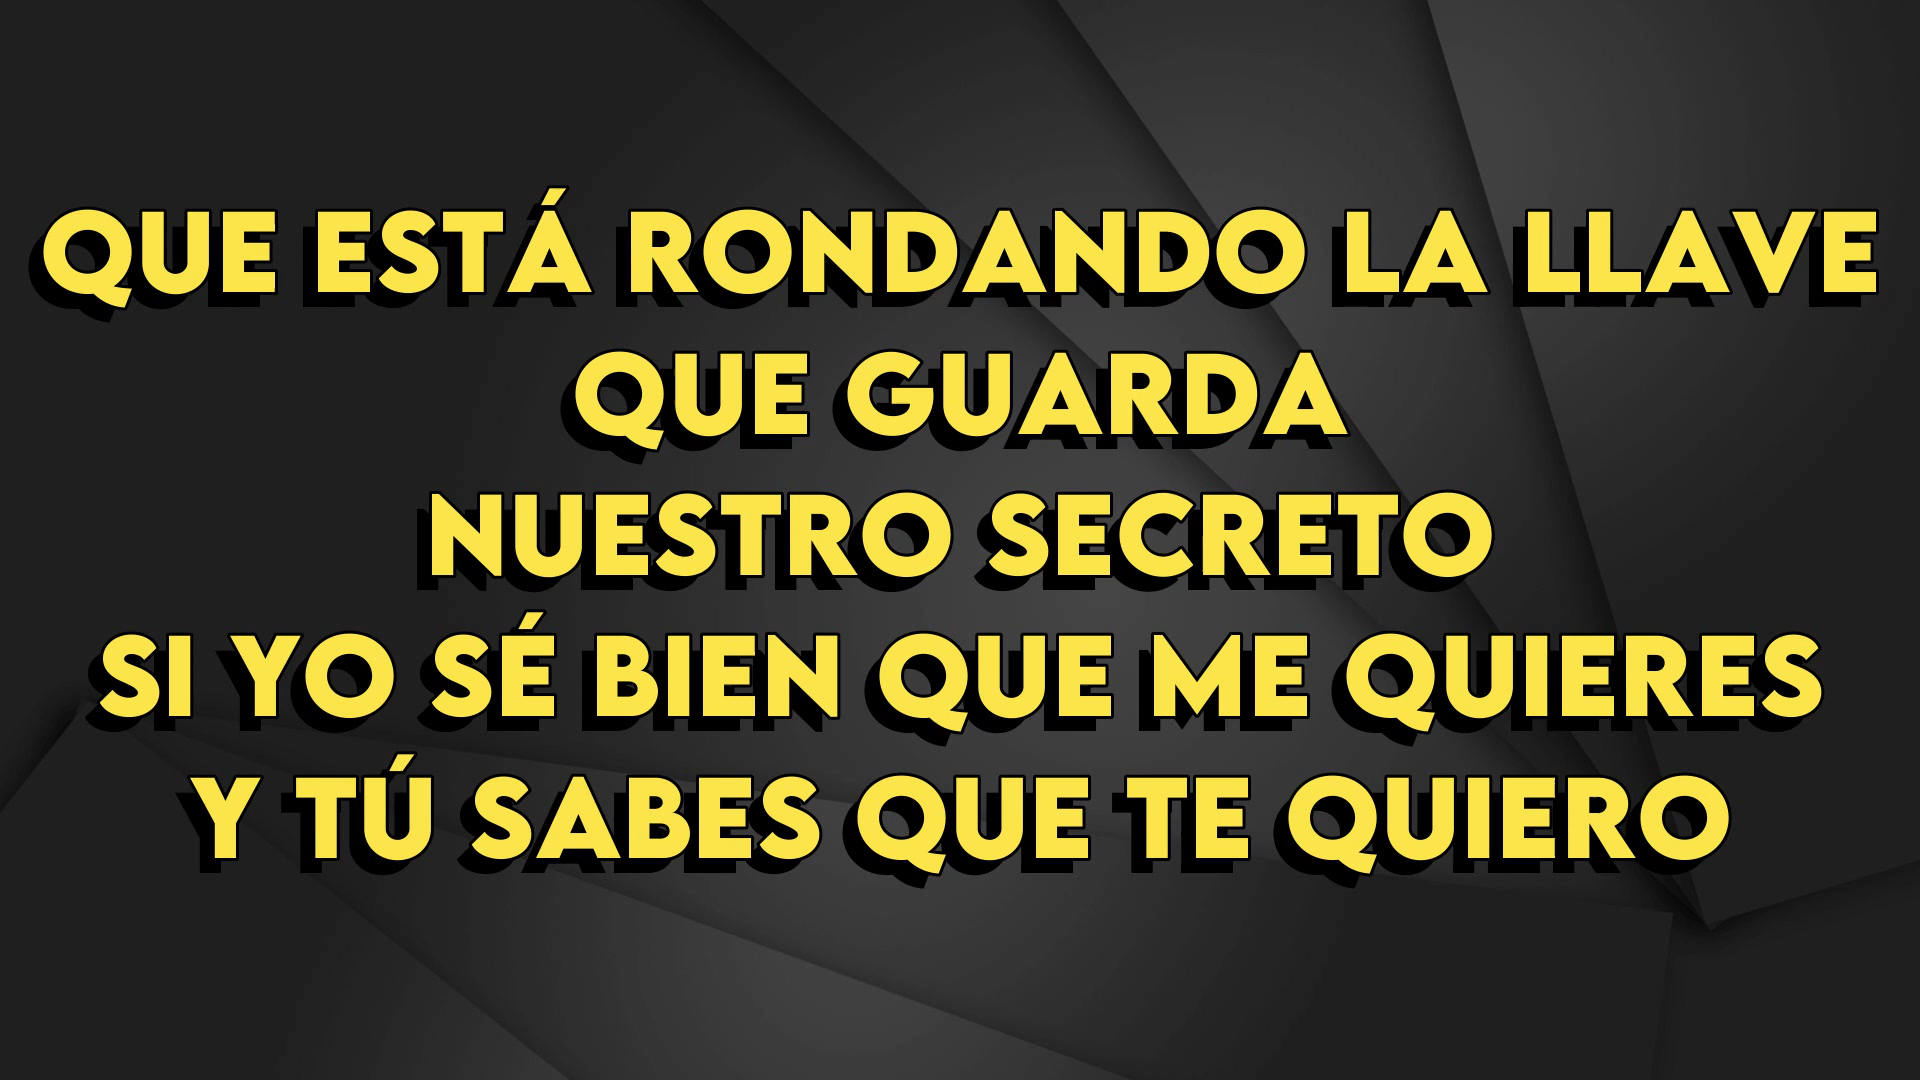 QUE ESTÁ RONDANDO LA LLAVE
QUE GUARDA
NUESTRO SECRETO
SI YO SÉ BIEN QUE ME QUIERES
Y TÚ SABES QUE TE QUIERO